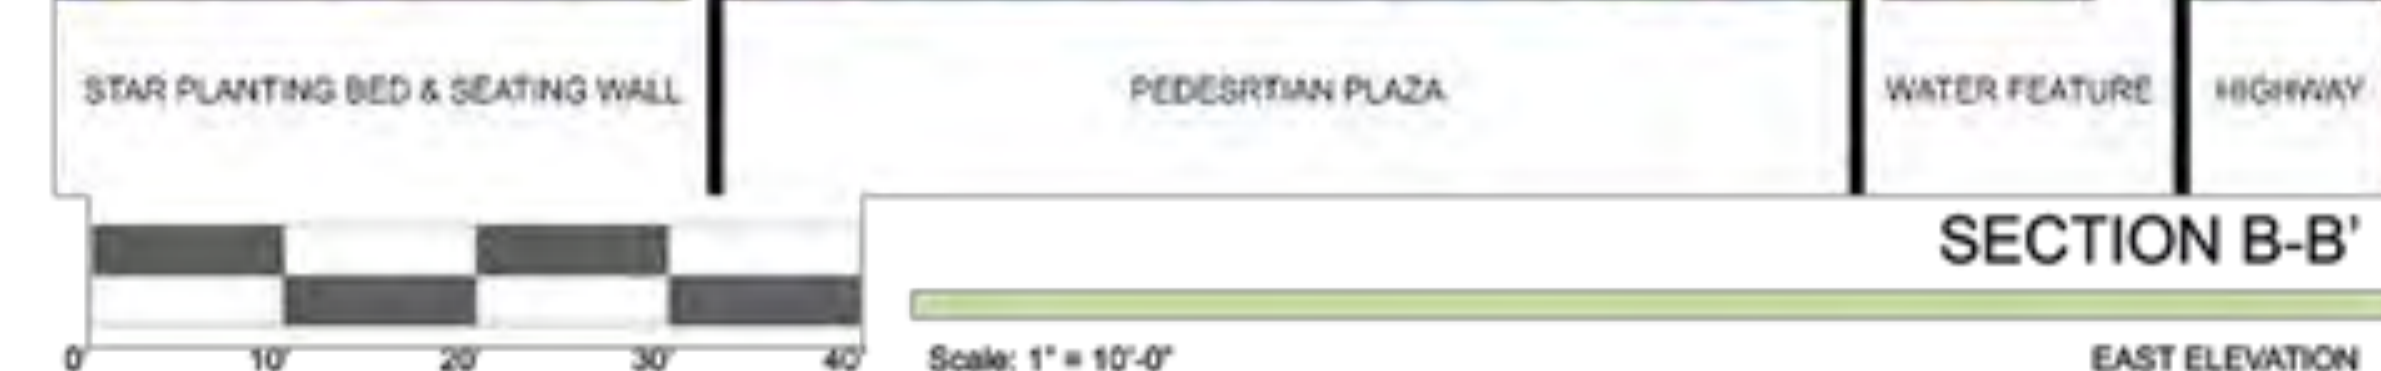 STAR PLANTING BED & SEATING WALL PEDESRTIAN PLAZA WATER FEATURE HIGHWAY
SECTION B-B'
0' 10' 20' 30' 40' Scale: 1" = 10'-0" EAST ELEVATION